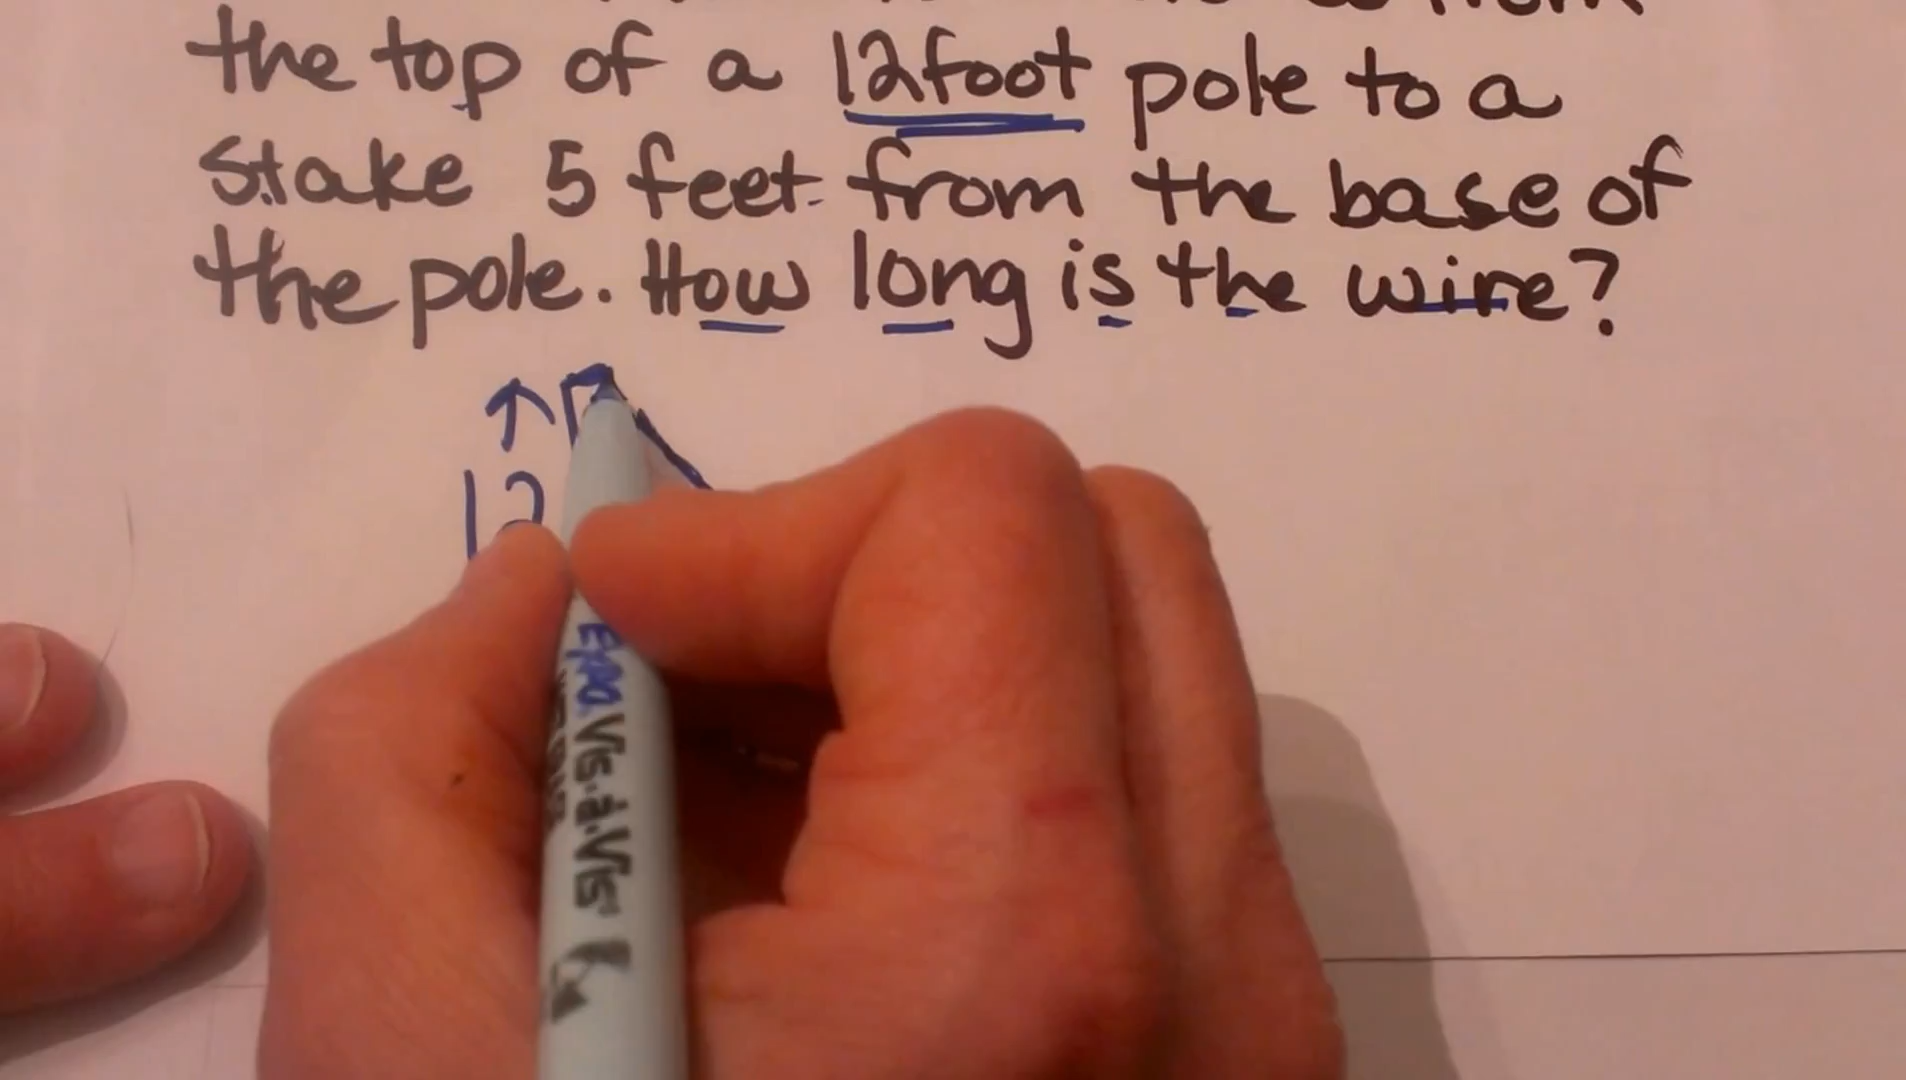 the top of a 12foot pole to a
stake 5 feet from the base of
the pole. How long is the wire?
12
Expo Vis-à-Vis